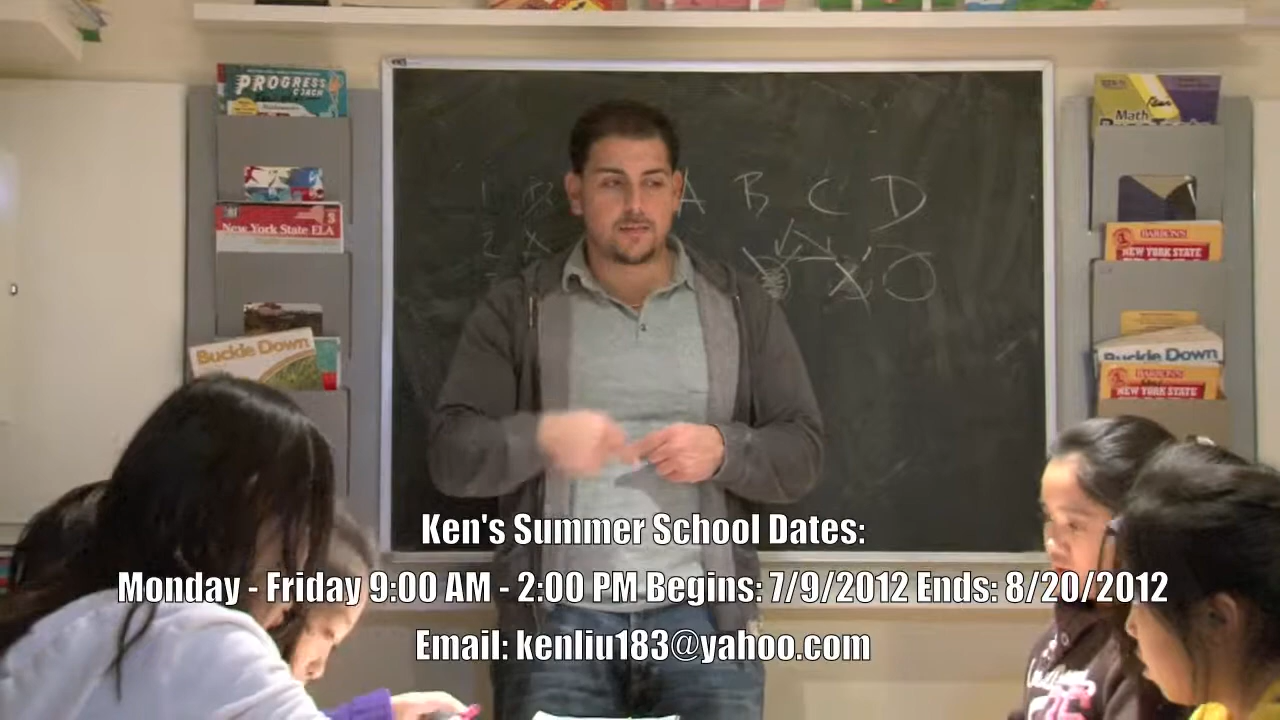 PROGRESS
COACH
New York State ELA
Buckle Down
Math
A B C D
X
BARRON'S
NEW YORK STATE
Buckle Down
BARRON'S
NEW YORK STATE
Ken's Summer School Dates:
Monday - Friday 9:00 AM - 2:00 PM Begins: 7/9/2012 Ends: 8/20/2012
Email: kenliu183@yahoo.com